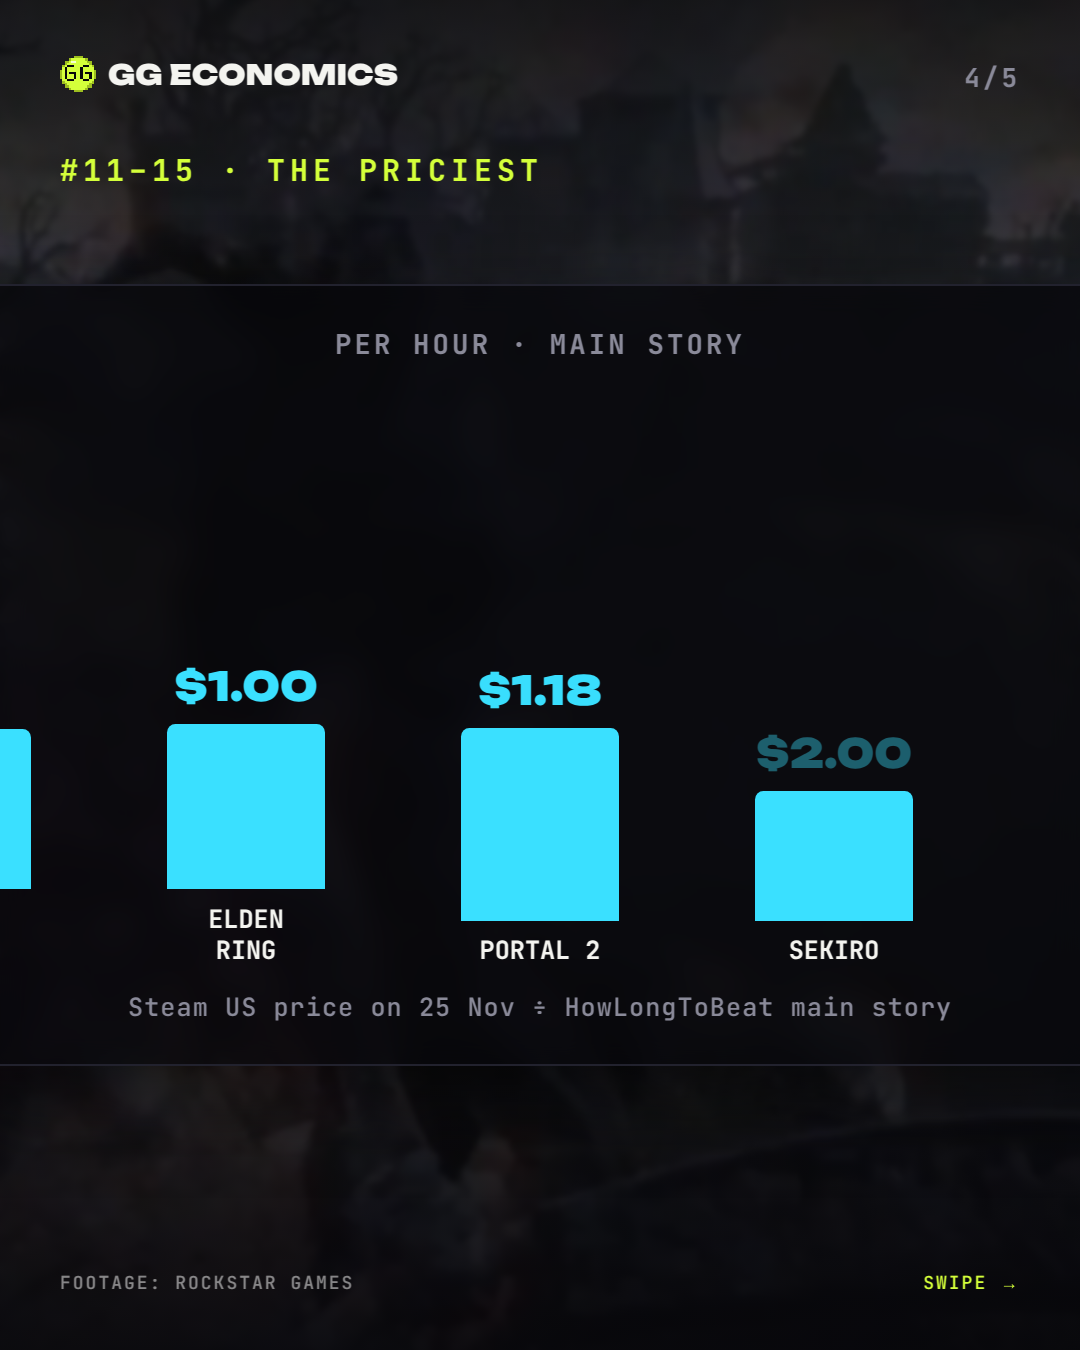 GG ECONOMICS
4/5
#11–15 · THE PRICIEST
PER HOUR · MAIN STORY
$1.00
$1.18
$2.00
ELDEN
RING
PORTAL 2
SEKIRO
Steam US price on 25 Nov ÷ HowLongToBeat main story
FOOTAGE: ROCKSTAR GAMES
SWIPE →